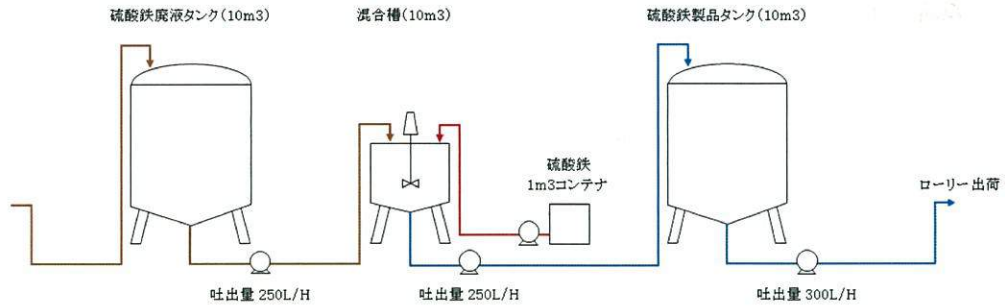 硫酸鉄廃液タンク(10m3)
混合槽(10m3)
硫酸鉄製品タンク(10m3)
硫酸鉄
1m3コンテナ
ローリー出荷
吐出量 250L/H
吐出量 250L/H
吐出量 300L/H